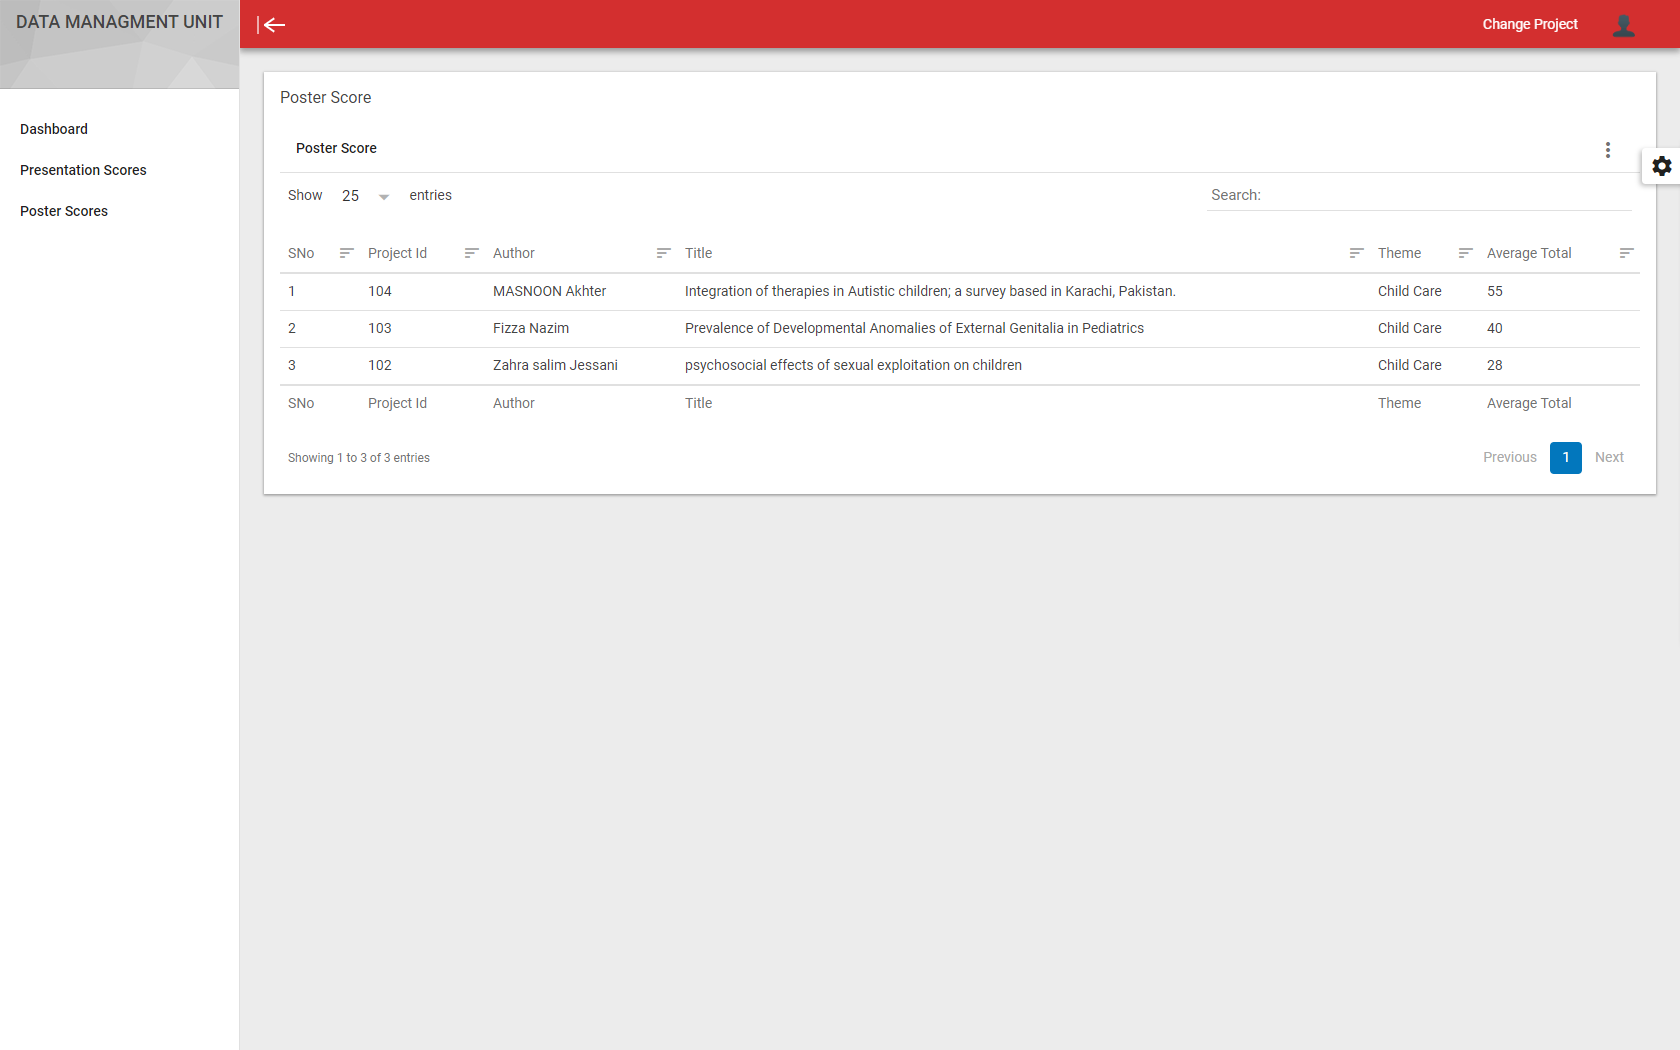 DATA MANAGMENT UNIT
Change Project
Dashboard
Presentation Scores
Poster Scores
Poster Score
Poster Score
Show 25 entries
Search:
SNo Project Id Author Title Theme Average Total
1 104 MASNOON Akhter Integration of therapies in Autistic children; a survey based in Karachi, Pakistan. Child Care 55
2 103 Fizza Nazim Prevalence of Developmental Anomalies of External Genitalia in Pediatrics Child Care 40
3 102 Zahra salim Jessani psychosocial effects of sexual exploitation on children Child Care 28
SNo Project Id Author Title Theme Average Total
Showing 1 to 3 of 3 entries
Previous 1 Next